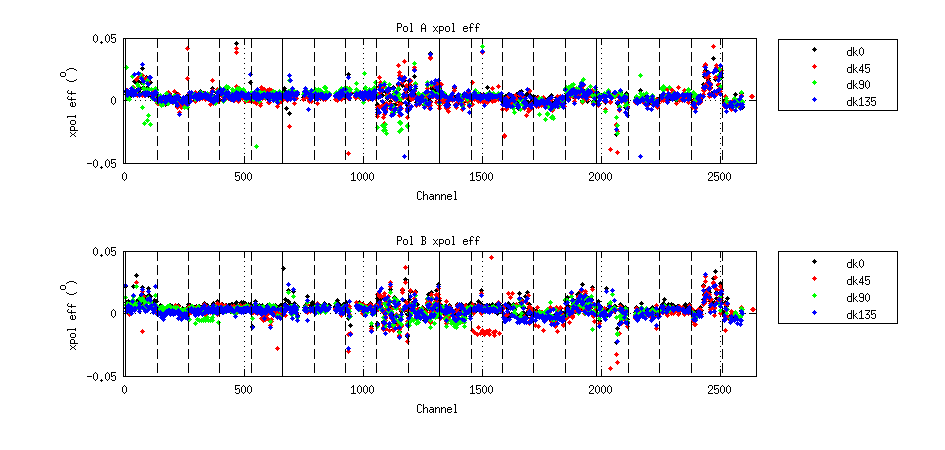 Pol A xpol eff
0.05
0
-0.05
xpol eff (°)
0
500
1000
1500
2000
2500
Channel
dk0
dk45
dk90
dk135
Pol B xpol eff
0.05
0
-0.05
xpol eff (°)
0
500
1000
1500
2000
2500
Channel
dk0
dk45
dk90
dk135